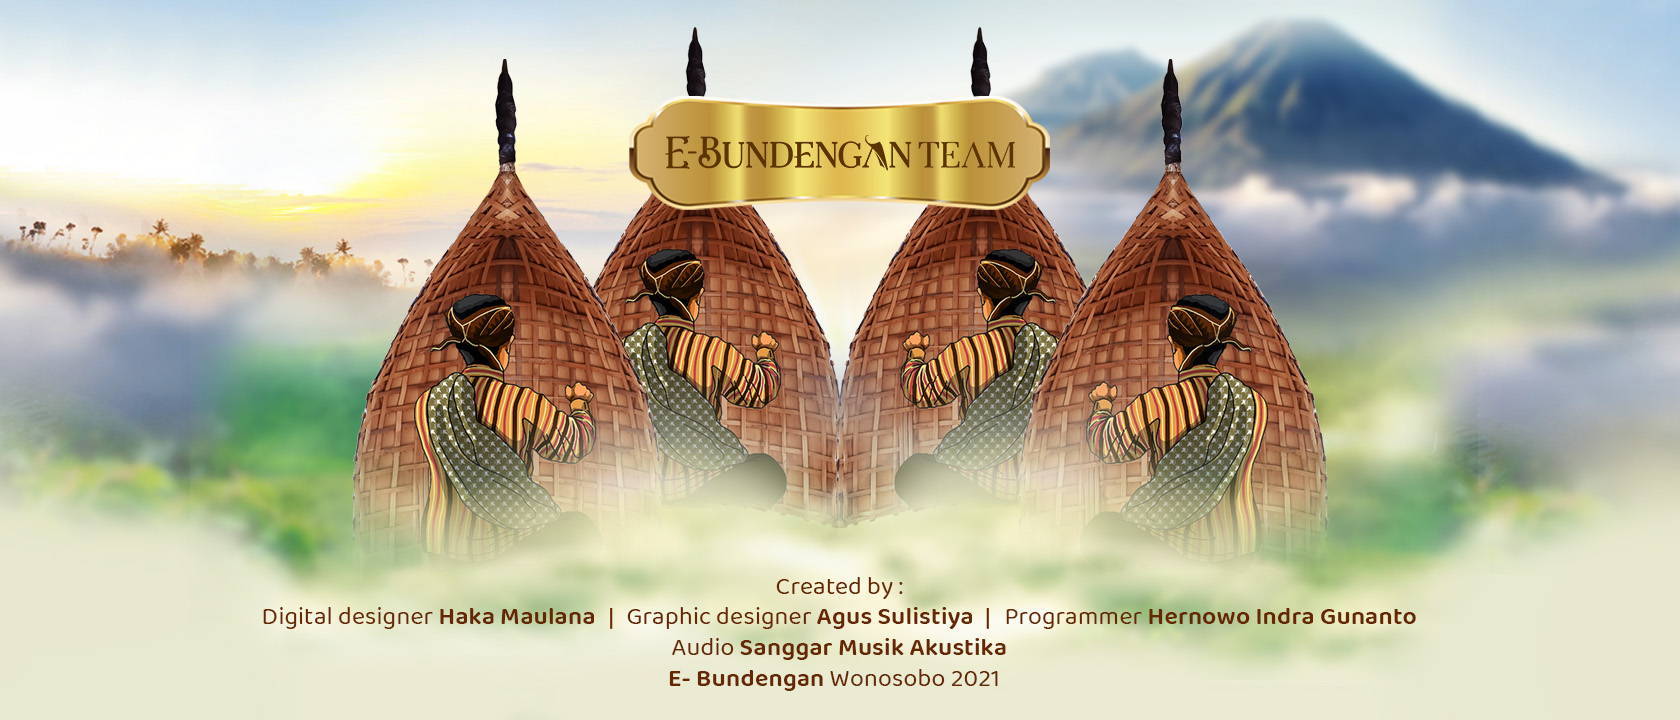 E-BUNDENGAN TEAM
Created by :
Digital designer Haka Maulana | Graphic designer Agus Sulistiya | Programmer Hernowo Indra Gunanto
Audio Sanggar Musik Akustika
E- Bundengan Wonosobo 2021